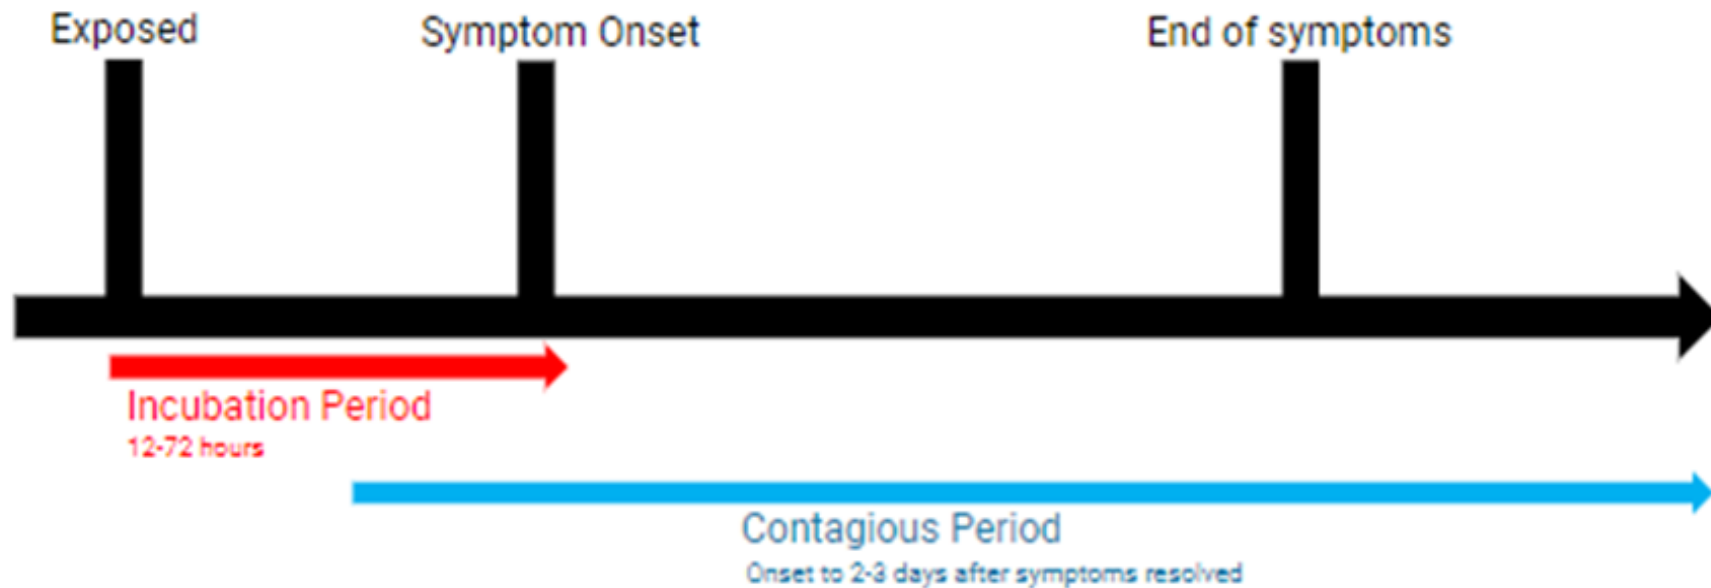 Exposed
Symptom Onset
End of symptoms
Incubation Period
12-72 hours
Contagious Period
Onset to 2-3 days after symptoms resolved